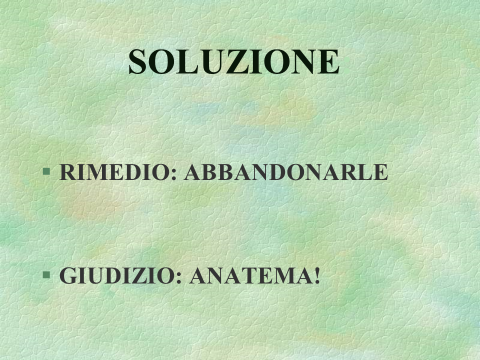 SOLUZIONE
▪ RIMEDIO: ABBANDONARLE
▪ GIUDIZIO: ANATEMA!